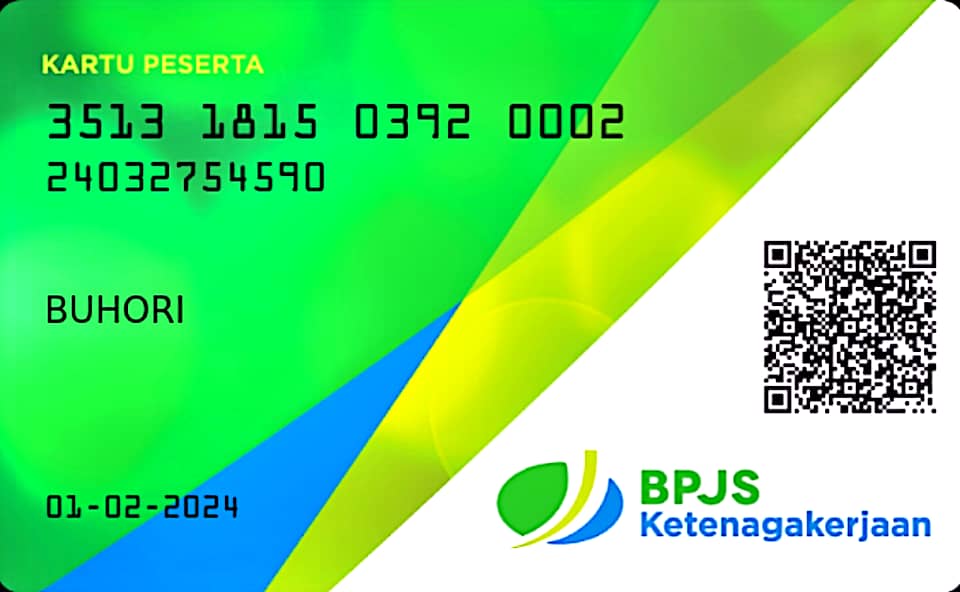 KARTU PESERTA
3513 1815 0392 0002
24032754590
BUHORI
01-02-2024
BPJS
Ketenagakerjaan